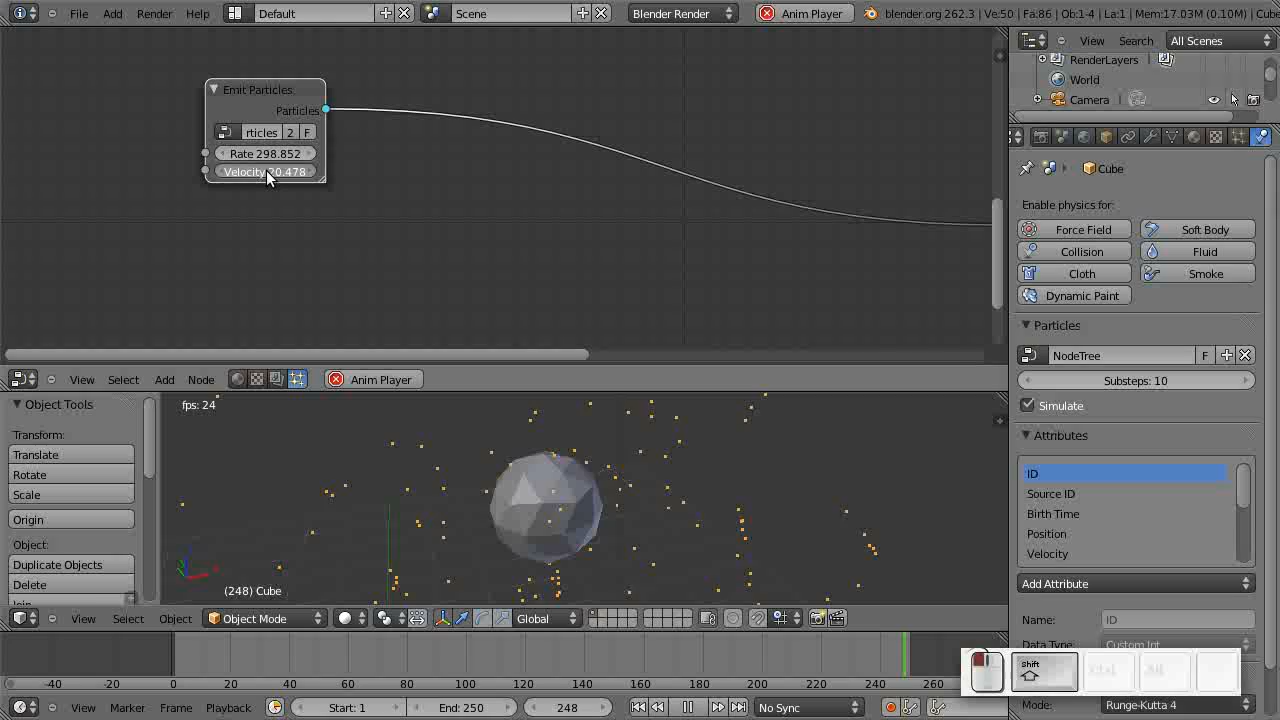 File Add Render Help Default Scene Blender Render Anim Player blender.org 262.3 | Ve:50 | Fa:86 | Ob:1-4 | La:1 | Mem:17.03M (0.10M) | Cube
View Search All Scenes
RenderLayers
World
Camera
Emit Particles
Particles
rticles 2 F
Rate 298.852
Velocity 20.478
Cube
Enable physics for:
Force Field Soft Body
Collision Fluid
Cloth Smoke
Dynamic Paint
Particles
NodeTree F
Substeps: 10
Simulate
Attributes
ID
Source ID
Birth Time
Position
Velocity
Add Attribute
Name: ID
Data Type: Custom Int
Mode: Runge-Kutta 4
View Select Add Node Anim Player
Object Tools
Transform:
Translate
Rotate
Scale
Origin
Object:
Duplicate Objects
Delete
Join
fps: 24
(248) Cube
View Select Object Object Mode Global
-40 -20 0 20 40 60 80 100 120 140 160 180 200 220 240 260
View Marker Frame Playback Start: 1 End: 250 248 No Sync
Shift